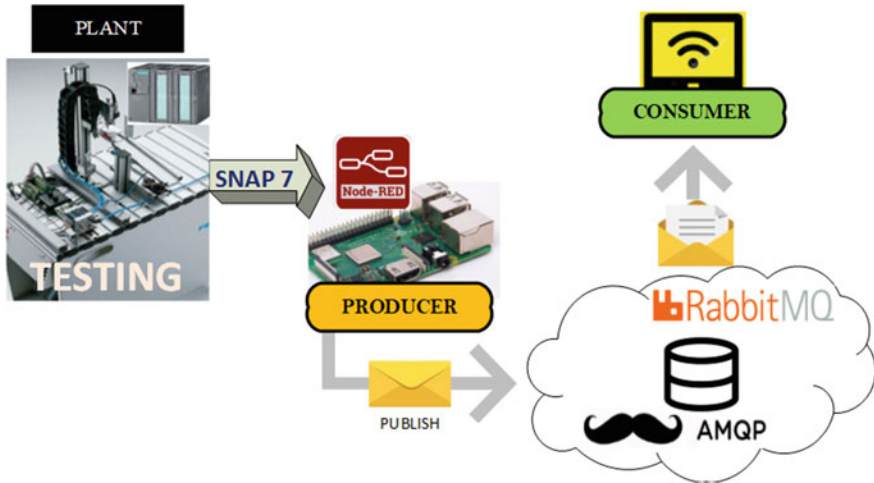 PLANT
TESTING
SNAP 7
Node-RED
PRODUCER
PUBLISH
CONSUMER
RabbitMQ
AMQP